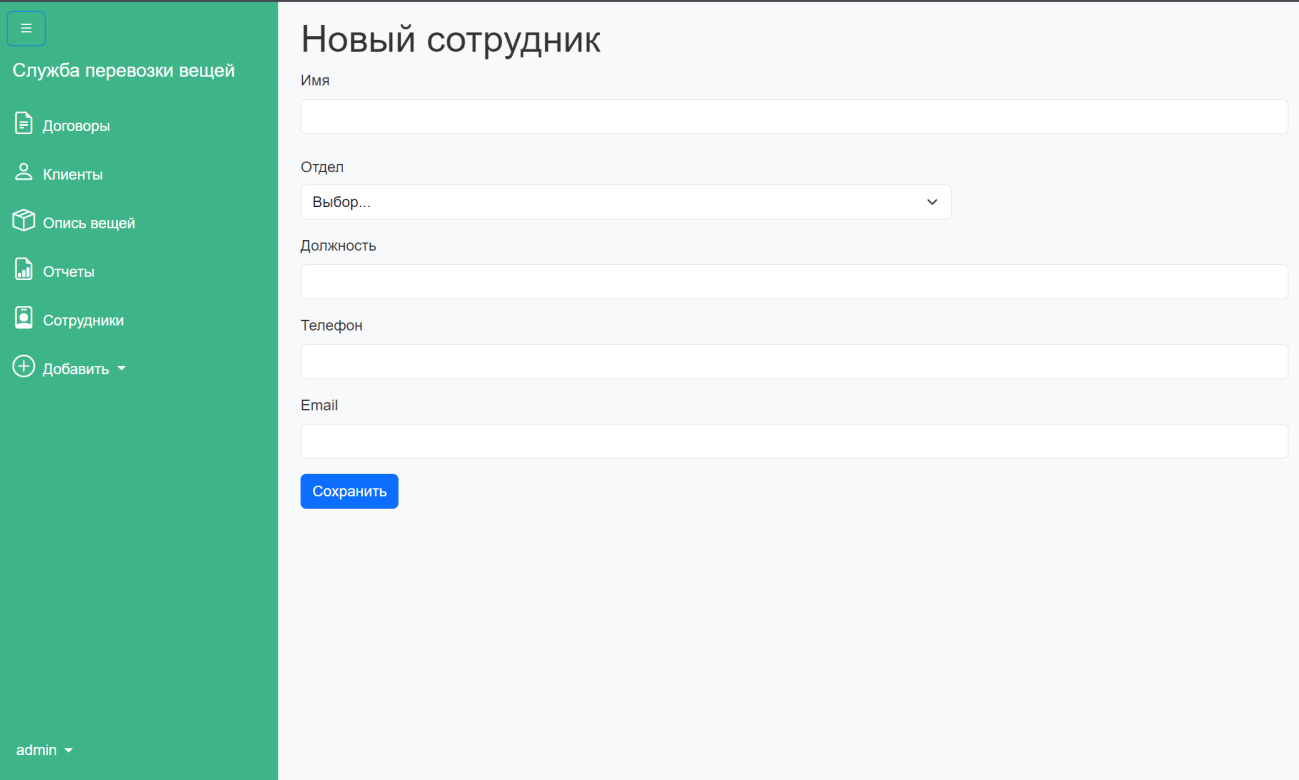 Служба перевозки вещей
Договоры
Клиенты
Опись вещей
Отчеты
Сотрудники
Добавить
admin
Новый сотрудник
Имя
Отдел
Выбор...
Должность
Телефон
Email
Сохранить